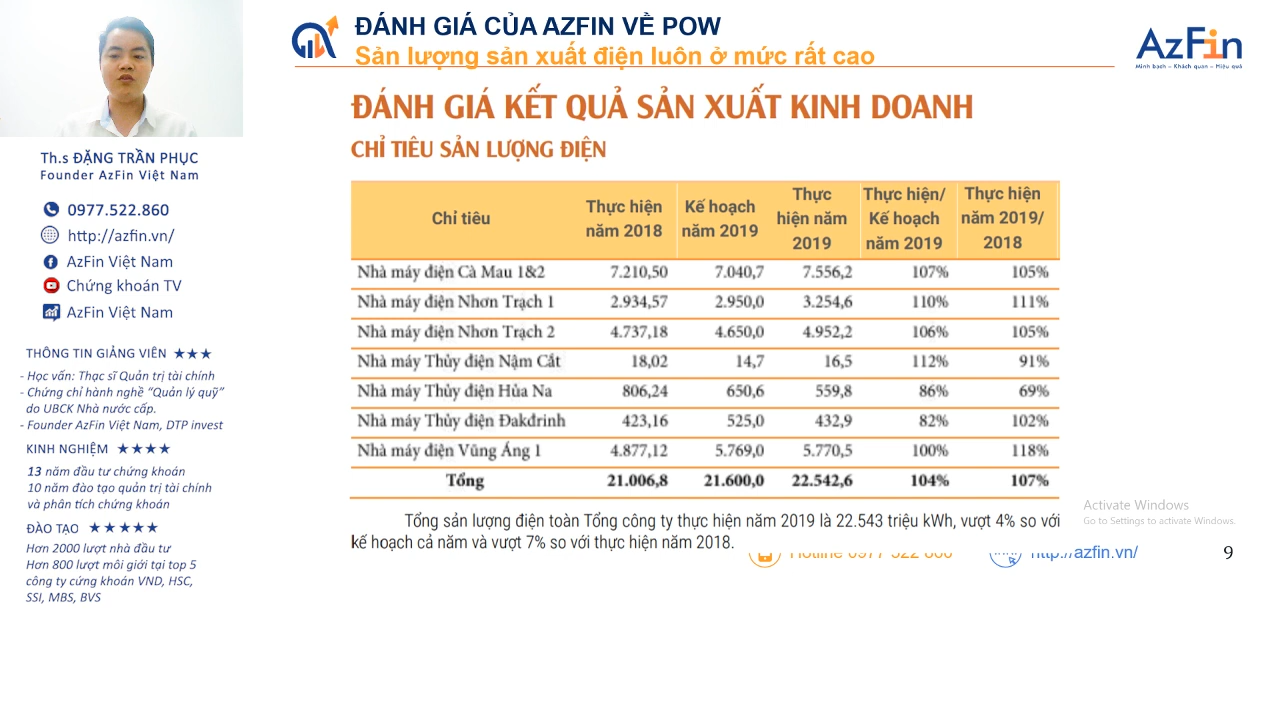 ĐÁNH GIÁ CỦA AZFIN VỀ POW
Sản lượng sản xuất điện luôn ở mức rất cao
AzFin
Minh bạch – Khách quan – Hiệu quả
Th.s ĐẶNG TRẦN PHỤC
Founder AzFin Việt Nam
0977.522.860
http://azfin.vn/
AzFin Việt Nam
Chứng khoán TV
AzFin Việt Nam
THÔNG TIN GIẢNG VIÊN ★★★
- Học vấn: Thạc sĩ Quản trị tài chính
- Chứng chỉ hành nghề “Quản lý quỹ”
do UBCK Nhà nước cấp.
- Founder AzFin Việt Nam, DTP invest
KINH NGHIỆM ★★★★
13 năm đầu tư chứng khoán
10 năm đào tạo quản trị tài chính
và phân tích chứng khoán
ĐÀO TẠO ★★★★★
Hơn 2000 lượt nhà đầu tư
Hơn 800 lượt môi giới tại top 5
công ty cứng khoán VND, HSC,
SSI, MBS, BVS
ĐÁNH GIÁ KẾT QUẢ SẢN XUẤT KINH DOANH
CHỈ TIÊU SẢN LƯỢNG ĐIỆN
Chỉ tiêu Thực hiện năm 2018 Kế hoạch năm 2019 Thực hiện năm 2019 Thực hiện/ Kế hoạch năm 2019 Thực hiện năm 2019/ 2018
Nhà máy điện Cà Mau 1&2 7.210,50 7.040,7 7.556,2 107% 105%
Nhà máy điện Nhơn Trạch 1 2.934,57 2.950,0 3.254,6 110% 111%
Nhà máy điện Nhơn Trạch 2 4.737,18 4.650,0 4.952,2 106% 105%
Nhà máy Thủy điện Nậm Cắt 18,02 14,7 16,5 112% 91%
Nhà máy Thủy điện Hủa Na 806,24 650,6 559,8 86% 69%
Nhà máy Thủy điện Đakđrinh 423,16 525,0 432,9 82% 102%
Nhà máy điện Vũng Áng 1 4.877,12 5.769,0 5.770,5 100% 118%
Tổng 21.006,8 21.600,0 22.542,6 104% 107%
Tổng sản lượng điện toàn Tổng công ty thực hiện năm 2019 là 22.543 triệu kWh, vượt 4% so với
kế hoạch cả năm và vượt 7% so với thực hiện năm 2018.
Activate Windows
Go to Settings to activate Windows.
Hotline 0977 522 860
http://azfin.vn/
9